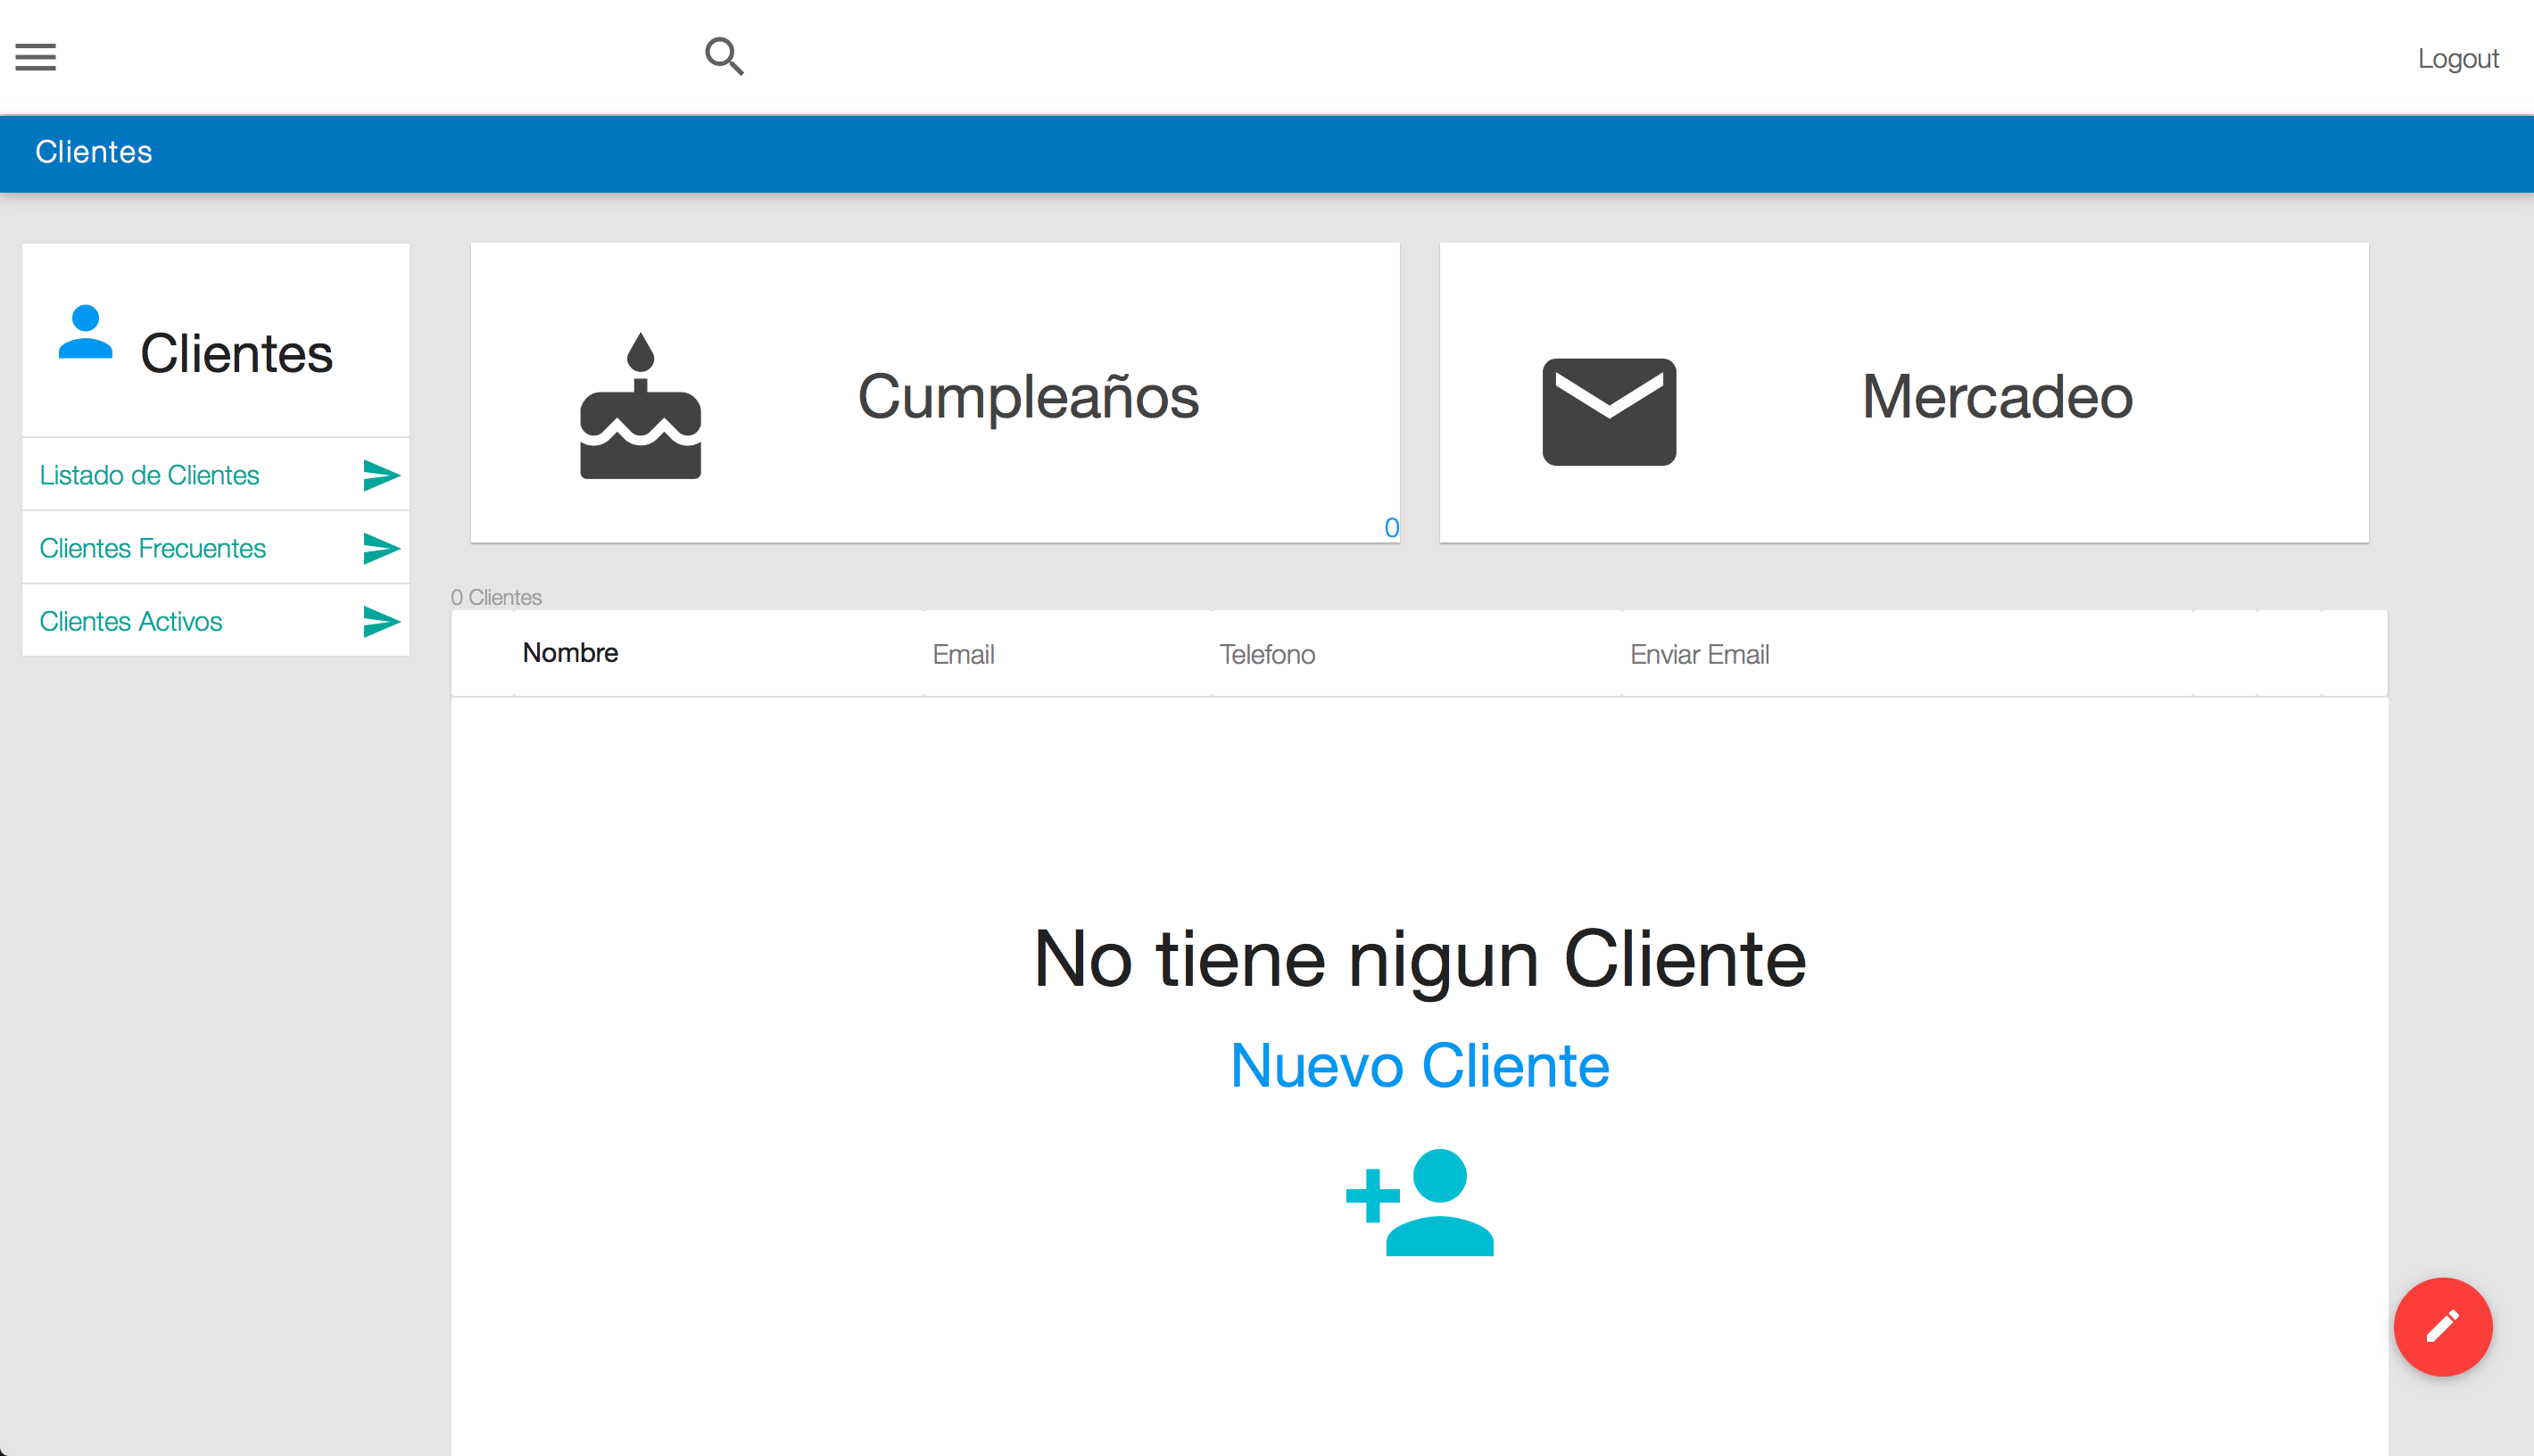 Logout
Clientes
Clientes
Listado de Clientes
Clientes Frecuentes
Clientes Activos
Cumpleaños
0
Mercadeo
0 Clientes
Nombre Email Telefono Enviar Email
No tiene nigun Cliente
Nuevo Cliente